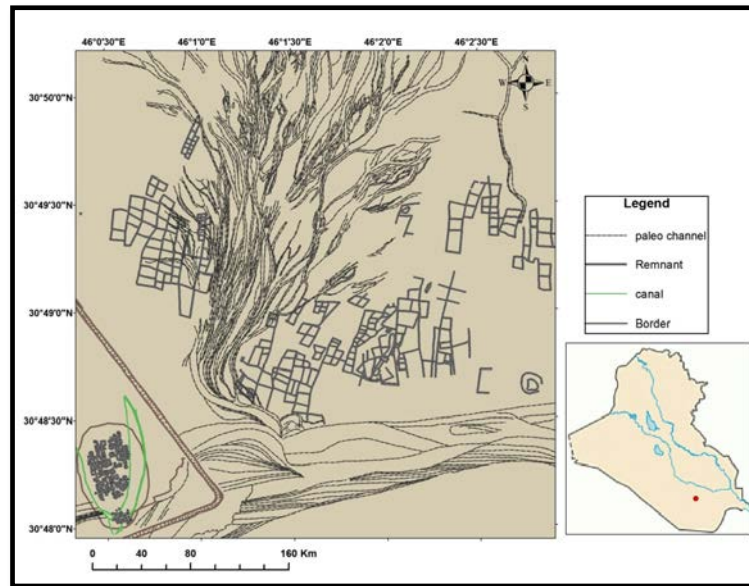 46°0'30"E 46°1'0"E 46°1'30"E 46°2'0"E 46°2'30"E
N
W E
S
30°50'0"N
30°49'30"N
30°49'0"N
30°48'30"N
30°48'0"N
Legend
paleo channel
Remnant
canal
Border
0 40 80 160 Km